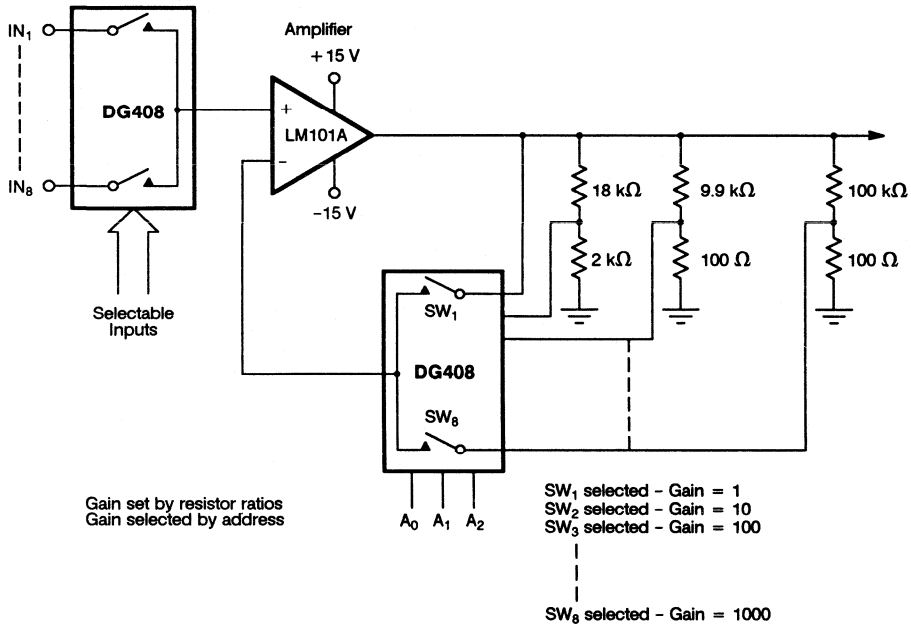 IN₁
IN₈
DG408
Selectable
Inputs
Amplifier
+15 V
+
LM101A
−
−15 V
18 kΩ
9.9 kΩ
100 kΩ
2 kΩ
100 Ω
100 Ω
SW₁
DG408
SW₈
A₀ A₁ A₂
Gain set by resistor ratios
Gain selected by address
SW₁ selected – Gain = 1
SW₂ selected – Gain = 10
SW₃ selected – Gain = 100
SW₈ selected – Gain = 1000